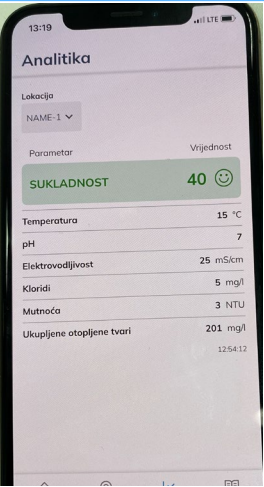 13:19
LTE
Analitika
Lokacija
NAME-1
Parametar Vrijednost
SUKLADNOST 40
Temperatura 15 °C
pH 7
Elektrovodljivost 25 mS/cm
Kloridi 5 mg/l
Mutnoća 3 NTU
Ukupljene otopljene tvari 201 mg/l
12:54:12